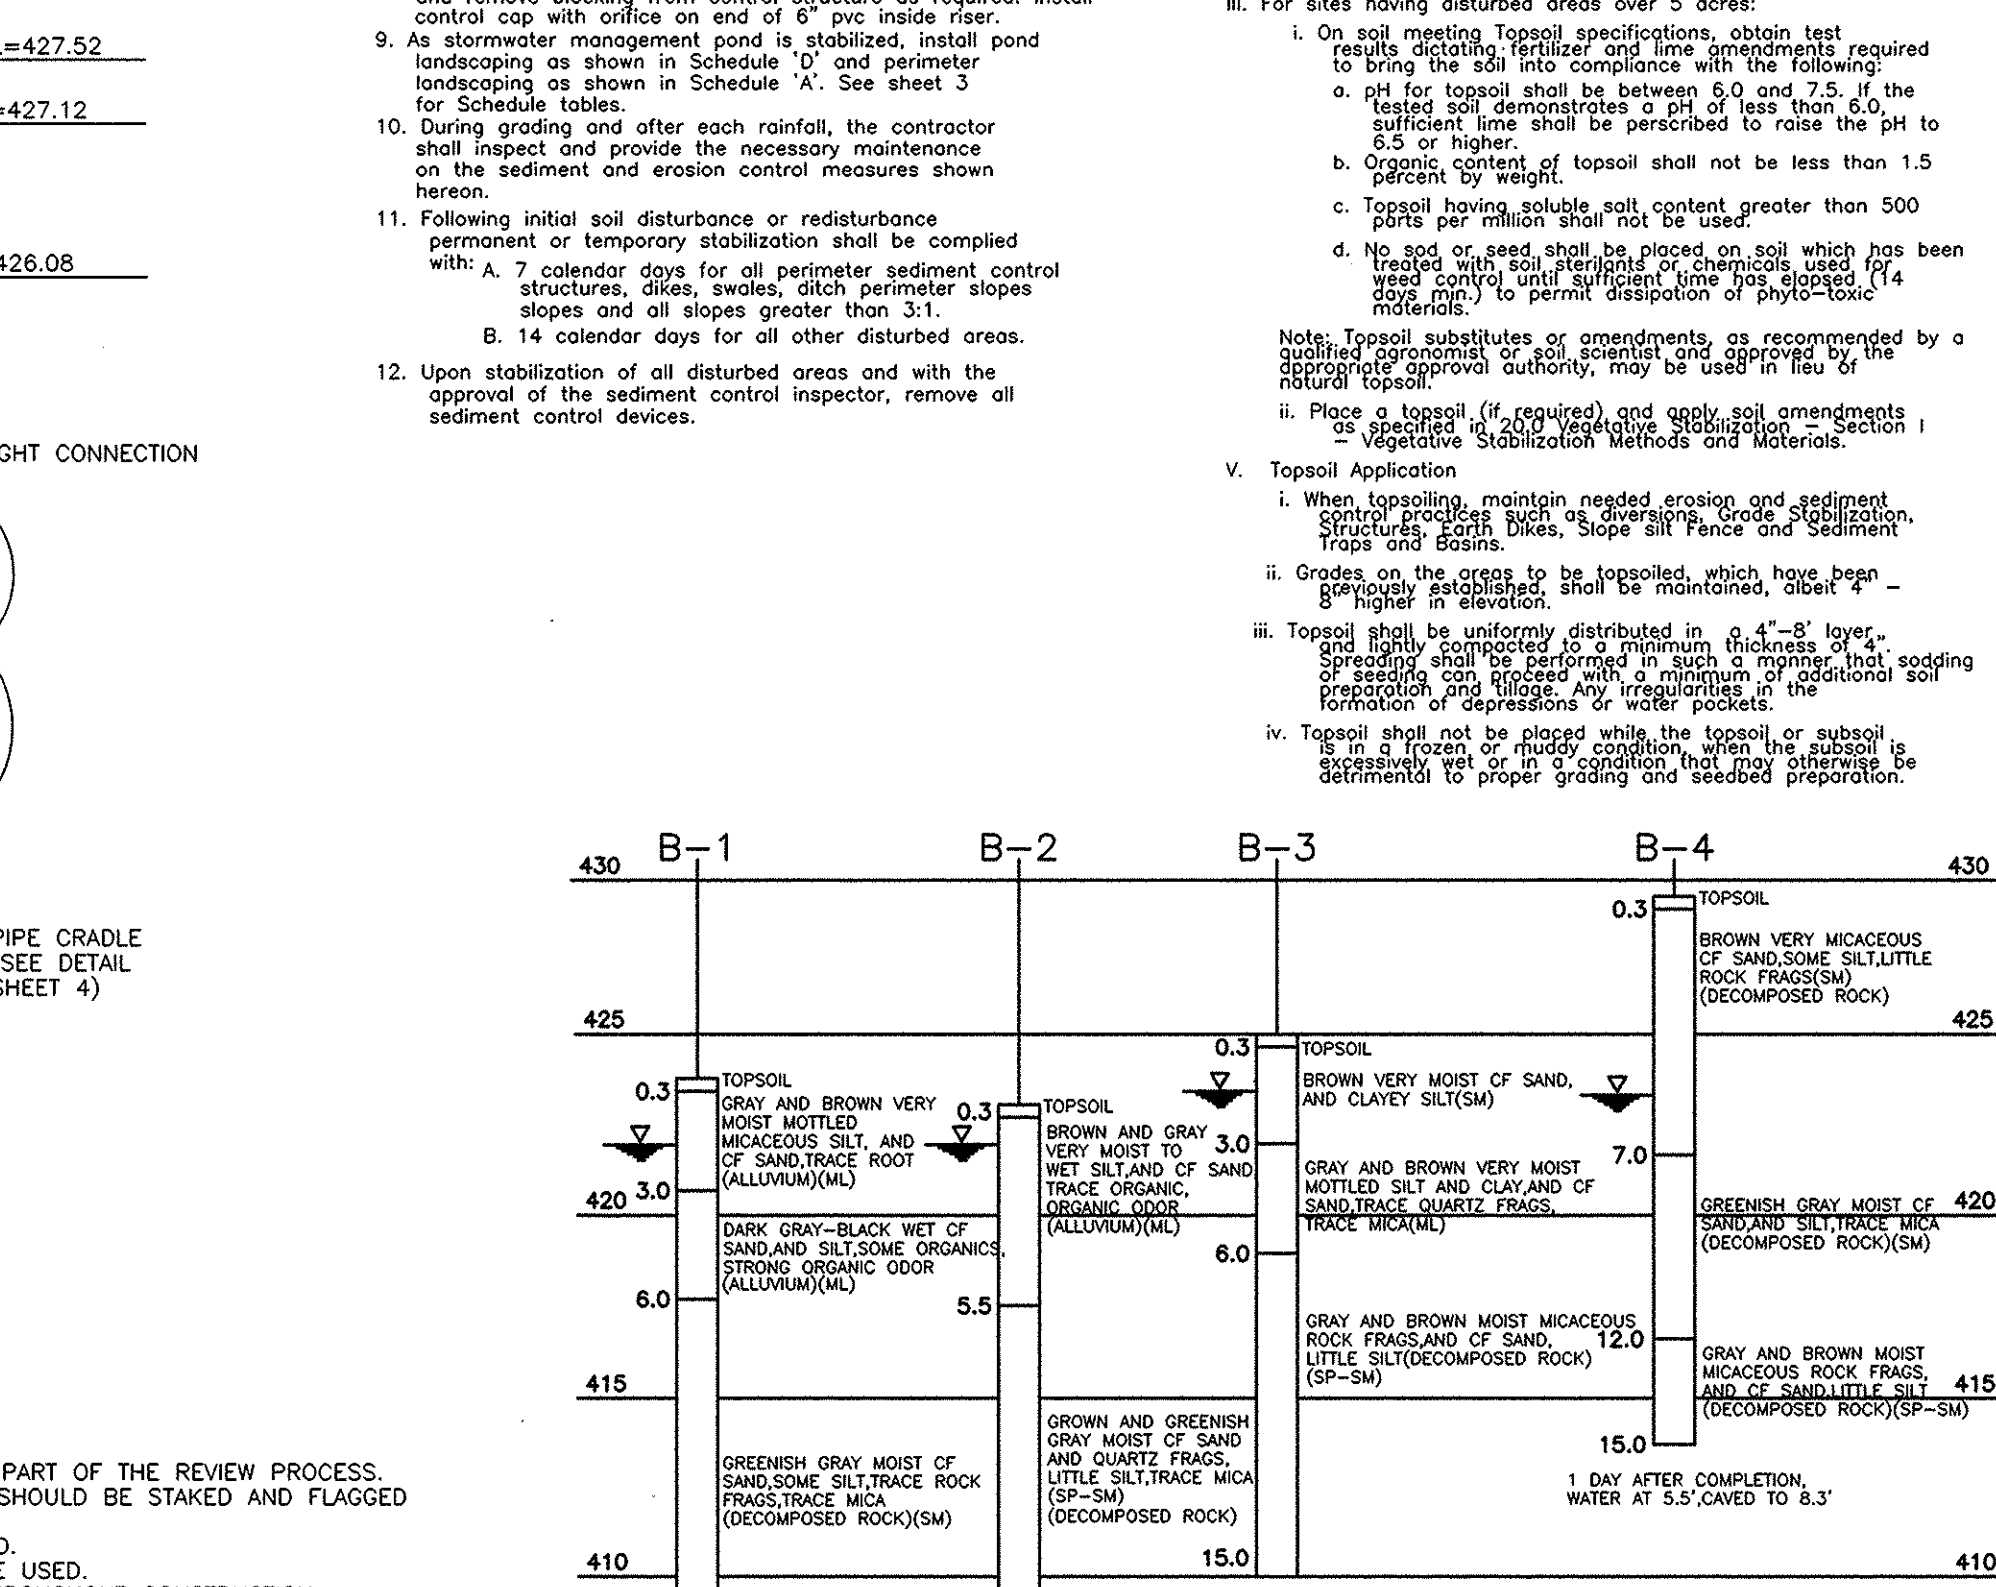 =427.52
=427.12
426.08
GHT CONNECTION
PIPE CRADLE
SEE DETAIL
SHEET 4)
PART OF THE REVIEW PROCESS.
SHOULD BE STAKED AND FLAGGED
D.
E USED.
control cap with orifice on end of 6" pvc inside riser.
9. As stormwater management pond is stabilized, install pond
landscaping as shown in Schedule 'D' and perimeter
landscaping as shown in Schedule 'A'. See sheet 3
for Schedule tables.
10. During grading and after each rainfall, the contractor
shall inspect and provide the necessary maintenance
on the sediment and erosion control measures shown
hereon.
11. Following initial soil disturbance or redisturbance
permanent or temporary stabilization shall be complied
with:
A. 7 calendar days for all perimeter sediment control
structures, dikes, swales, ditch perimeter slopes
slopes and all slopes greater than 3:1.
B. 14 calendar days for all other disturbed areas.
12. Upon stabilization of all disturbed areas and with the
approval of the sediment control inspector, remove all
sediment control devices.
III. For sites having disturbed areas over 5 acres:
i. On soil meeting Topsoil specifications, obtain test
results dictating fertilizer and lime amendments required
to bring the soil into compliance with the following:
a. pH for topsoil shall be between 6.0 and 7.5. If the
tested soil demonstrates a pH of less than 6.0,
sufficient lime shall be perscribed to raise the pH to
6.5 or higher.
b. Organic content of topsoil shall not be less than 1.5
percent by weight.
c. Topsoil having soluble salt content greater than 500
parts per million shall not be used.
d. No sod or seed shall be placed on soil which has been
treated with soil sterilants or chemicals used for
weed control until sufficient time has elapsed (14
days min.) to permit dissipation of phyto-toxic
materials.
Note: Topsoil substitutes or amendments, as recommended by a
qualified agronomist or soil scientist and approved by the
appropriate approval authority, may be used in lieu of
natural topsoil.
ii. Place a topsoil (if required) and apply soil amendments
as specified in 20.0 Vegetative Stabilization – Section I
– Vegetative Stabilization Methods and Materials.
V. Topsoil Application
i. When topsoiling, maintain needed erosion and sediment
control practices such as diversions, Grade Stabilization,
Structures, Earth Dikes, Slope silt Fence and Sediment
Traps and Basins.
ii. Grades on the areas to be topsoiled, which have been
previously established, shall be maintained, albeit 4" –
8" higher in elevation.
iii. Topsoil shall be uniformly distributed in a 4"–8' layer
and lightly compacted to a minimum thickness of 4".
Spreading shall be performed in such a manner that sodding
or seeding can proceed with a minimum of additional soil
preparation and tillage. Any irregularities in the
formation of depressions or water pockets.
iv. Topsoil shall not be placed while the topsoil or subsoil
is in a frozen or muddy condition, when the subsoil is
excessively wet or in a condition that may otherwise be
detrimental to proper grading and seedbed preparation.
B-1 B-2 B-3 B-4
430 430
425 425
420 420
415 415
410 410
0.3
TOPSOIL
GRAY AND BROWN VERY
MOIST MOTTLED
MICACEOUS SILT, AND
CF SAND,TRACE ROOT
(ALLUVIUM)(ML)
3.0
DARK GRAY-BLACK WET CF
SAND,AND SILT,SOME ORGANICS,
STRONG ORGANIC ODOR
(ALLUVIUM)(ML)
6.0
GREENISH GRAY MOIST CF
SAND,SOME SILT,TRACE ROCK
FRAGS,TRACE MICA
(DECOMPOSED ROCK)(SM)
0.3
TOPSOIL
BROWN AND GRAY
VERY MOIST TO
WET SILT,AND CF SAND
TRACE ORGANIC,
ORGANIC ODOR
(ALLUVIUM)(ML)
5.5
GROWN AND GREENISH
GRAY MOIST CF SAND
AND QUARTZ FRAGS,
LITTLE SILT,TRACE MICA
(SP-SM)
(DECOMPOSED ROCK)
0.3
TOPSOIL
BROWN VERY MOIST CF SAND,
AND CLAYEY SILT(SM)
3.0
GRAY AND BROWN VERY MOIST
MOTTLED SILT AND CLAY,AND CF
SAND,TRACE QUARTZ FRAGS,
TRACE MICA(ML)
6.0
GRAY AND BROWN MOIST MICACEOUS
ROCK FRAGS,AND CF SAND,
LITTLE SILT(DECOMPOSED ROCK)
(SP-SM)
15.0
0.3
TOPSOIL
BROWN VERY MICACEOUS
CF SAND,SOME SILT,LITTLE
ROCK FRAGS(SM)
(DECOMPOSED ROCK)
7.0
GREENISH GRAY MOIST CF
SAND,AND SILT,TRACE MICA
(DECOMPOSED ROCK)(SM)
12.0
GRAY AND BROWN MOIST
MICACEOUS ROCK FRAGS,
AND CF SAND,LITTLE SILT
(DECOMPOSED ROCK)(SP-SM)
15.0
1 DAY AFTER COMPLETION,
WATER AT 5.5',CAVED TO 8.3'